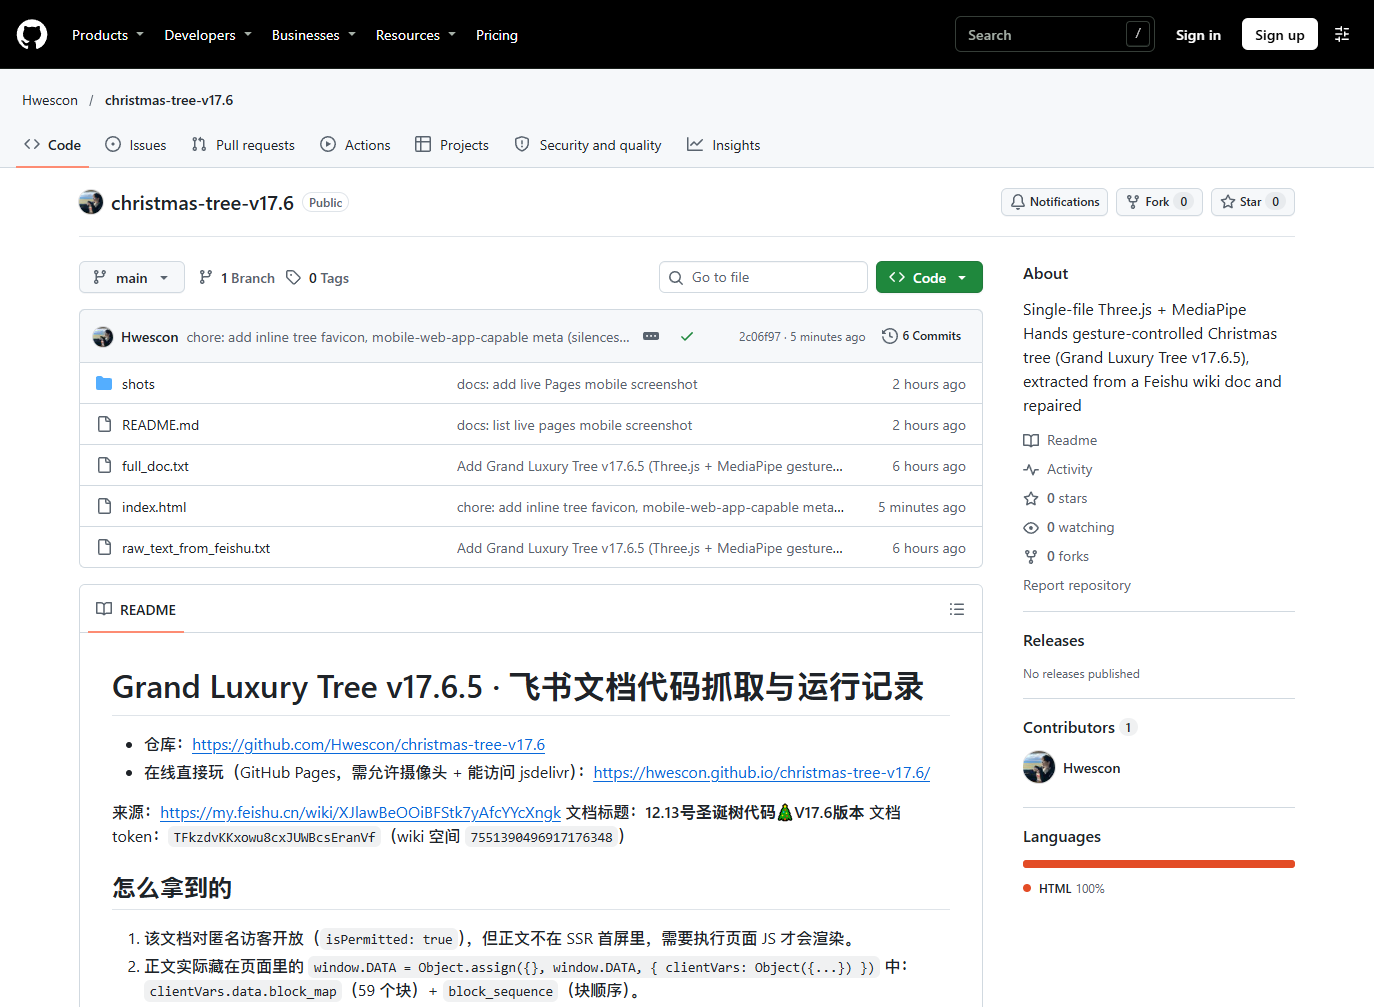 Products Developers Businesses Resources Pricing Search / Sign in Sign up
Hwescon / christmas-tree-v17.6
Code Issues Pull requests Actions Projects Security and quality Insights
christmas-tree-v17.6 Public Notifications Fork 0 Star 0
main 1 Branch 0 Tags Go to file Code
Hwescon chore: add inline tree favicon, mobile-web-app-capable meta (silences... 2c06f97 · 5 minutes ago 6 Commits
shots docs: add live Pages mobile screenshot 2 hours ago
README.md docs: list live pages mobile screenshot 2 hours ago
full_doc.txt Add Grand Luxury Tree v17.6.5 (Three.js + MediaPipe gesture... 6 hours ago
index.html chore: add inline tree favicon, mobile-web-app-capable meta... 5 minutes ago
raw_text_from_feishu.txt Add Grand Luxury Tree v17.6.5 (Three.js + MediaPipe gesture... 6 hours ago
README
Grand Luxury Tree v17.6.5 · 飞书文档代码抓取与运行记录
仓库：https://github.com/Hwescon/christmas-tree-v17.6
在线直接玩（GitHub Pages，需允许摄像头 + 能访问 jsdelivr）：https://hwescon.github.io/christmas-tree-v17.6/
来源：https://my.feishu.cn/wiki/XJlawBeOOiBFStk7yAfcYYcXngk 文档标题：12.13号圣诞树代码🎄V17.6版本 文档
token：TFkzdvKKxowu8cxJUWBcsEranVf（wiki 空间 7551390496917176348）
怎么拿到的
1. 该文档对匿名访客开放（isPermitted: true），但正文不在 SSR 首屏里，需要执行页面 JS 才会渲染。
2. 正文实际藏在页面里的 window.DATA = Object.assign({}, window.DATA, { clientVars: Object({...}) }) 中：
clientVars.data.block_map（59 个块）+ block_sequence（块顺序）。
About
Single-file Three.js + MediaPipe
Hands gesture-controlled Christmas
tree (Grand Luxury Tree v17.6.5),
extracted from a Feishu wiki doc and
repaired
Readme
Activity
0 stars
0 watching
0 forks
Report repository
Releases
No releases published
Contributors 1
Hwescon
Languages
HTML 100%